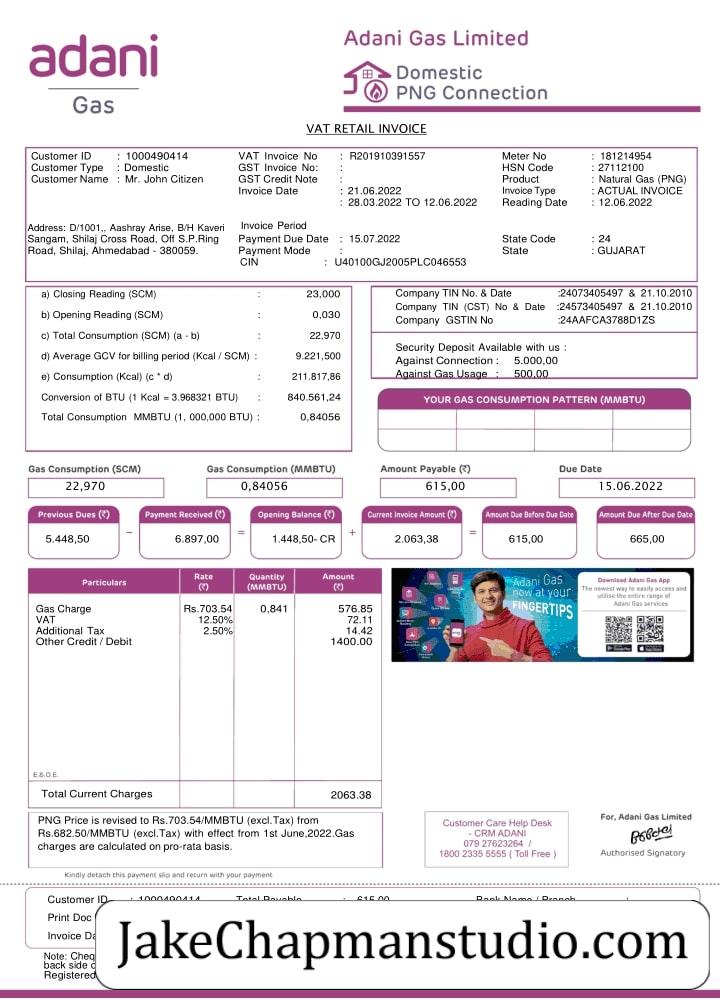 adani
Gas
Adani Gas Limited
Domestic
PNG Connection
VAT RETAIL INVOICE
Customer ID : 1000490414
Customer Type : Domestic
Customer Name : Mr. John Citizen
Address: D/1001,, Aashray Arise, B/H Kaveri
Sangam, Shilaj Cross Road, Off S.P.Ring
Road, Shilaj, Ahmedabad - 380059.
VAT Invoice No : R201910391557
GST Invoice No: :
GST Credit Note :
Invoice Date : 21.06.2022
: 28.03.2022 TO 12.06.2022
Invoice Period
Payment Due Date : 15.07.2022
Payment Mode :
CIN : U40100GJ2005PLC046553
Meter No : 181214954
HSN Code : 27112100
Product : Natural Gas (PNG)
Invoice Type : ACTUAL INVOICE
Reading Date : 12.06.2022
State Code : 24
State : GUJARAT
a) Closing Reading (SCM) : 23,000
b) Opening Reading (SCM) : 0,030
c) Total Consumption (SCM) (a - b) : 22,970
d) Average GCV for billing period (Kcal / SCM) : 9.221,500
e) Consumption (Kcal) (c * d) : 211.817,86
Conversion of BTU (1 Kcal = 3.968321 BTU) : 840.561,24
Total Consumption MMBTU (1, 000,000 BTU) : 0,84056
Company TIN No. & Date :24073405497 & 21.10.2010
Company TIN (CST) No & Date :24573405497 & 21.10.2010
Company GSTIN No :24AAFCA3788D1ZS
Security Deposit Available with us :
Against Connection : 5.000,00
Against Gas Usage : 500,00
YOUR GAS CONSUMPTION PATTERN (MMBTU)
Gas Consumption (SCM) Gas Consumption (MMBTU) Amount Payable (₹) Due Date
22,970 0,84056 615,00 15.06.2022
Previous Dues (₹) Payment Received (₹) Opening Balance (₹) Current Invoice Amount (₹) Amount Due Before Due Date Amount Due After Due Date
5.448,50 − 6.897,00 = 1.448,50- CR + 2.063,38 = 615,00 665,00
Particulars Rate (₹) Quantity (MMBTU) Amount (₹)
Gas Charge Rs.703.54 0,841 576.85
VAT 12.50% 72.11
Additional Tax 2.50% 14.42
Other Credit / Debit 1400.00
E.&.O.E.
Total Current Charges 2063.38
Adani Gas
now at your
FINGERTIPS
Download Adani Gas App
The newest way to easily access and
utilise the entire range of
Adani Gas services
PNG Price is revised to Rs.703.54/MMBTU (excl.Tax) from
Rs.682.50/MMBTU (excl.Tax) with effect from 1st June,2022.Gas
charges are calculated on pro-rata basis.
Customer Care Help Desk
- CRM ADANI
079 27623264 /
1800 2335 5555 ( Toll Free )
For, Adani Gas Limited
Authorised Signatory
Kindly detach this payment slip and return with your payment
Customer ID : 1000490414 Total Payable : 615.00 Bank Name / Branch :
Print Doc
Invoice Da
Note: Cheq
back side o
Registered
JakeChapmanstudio.com